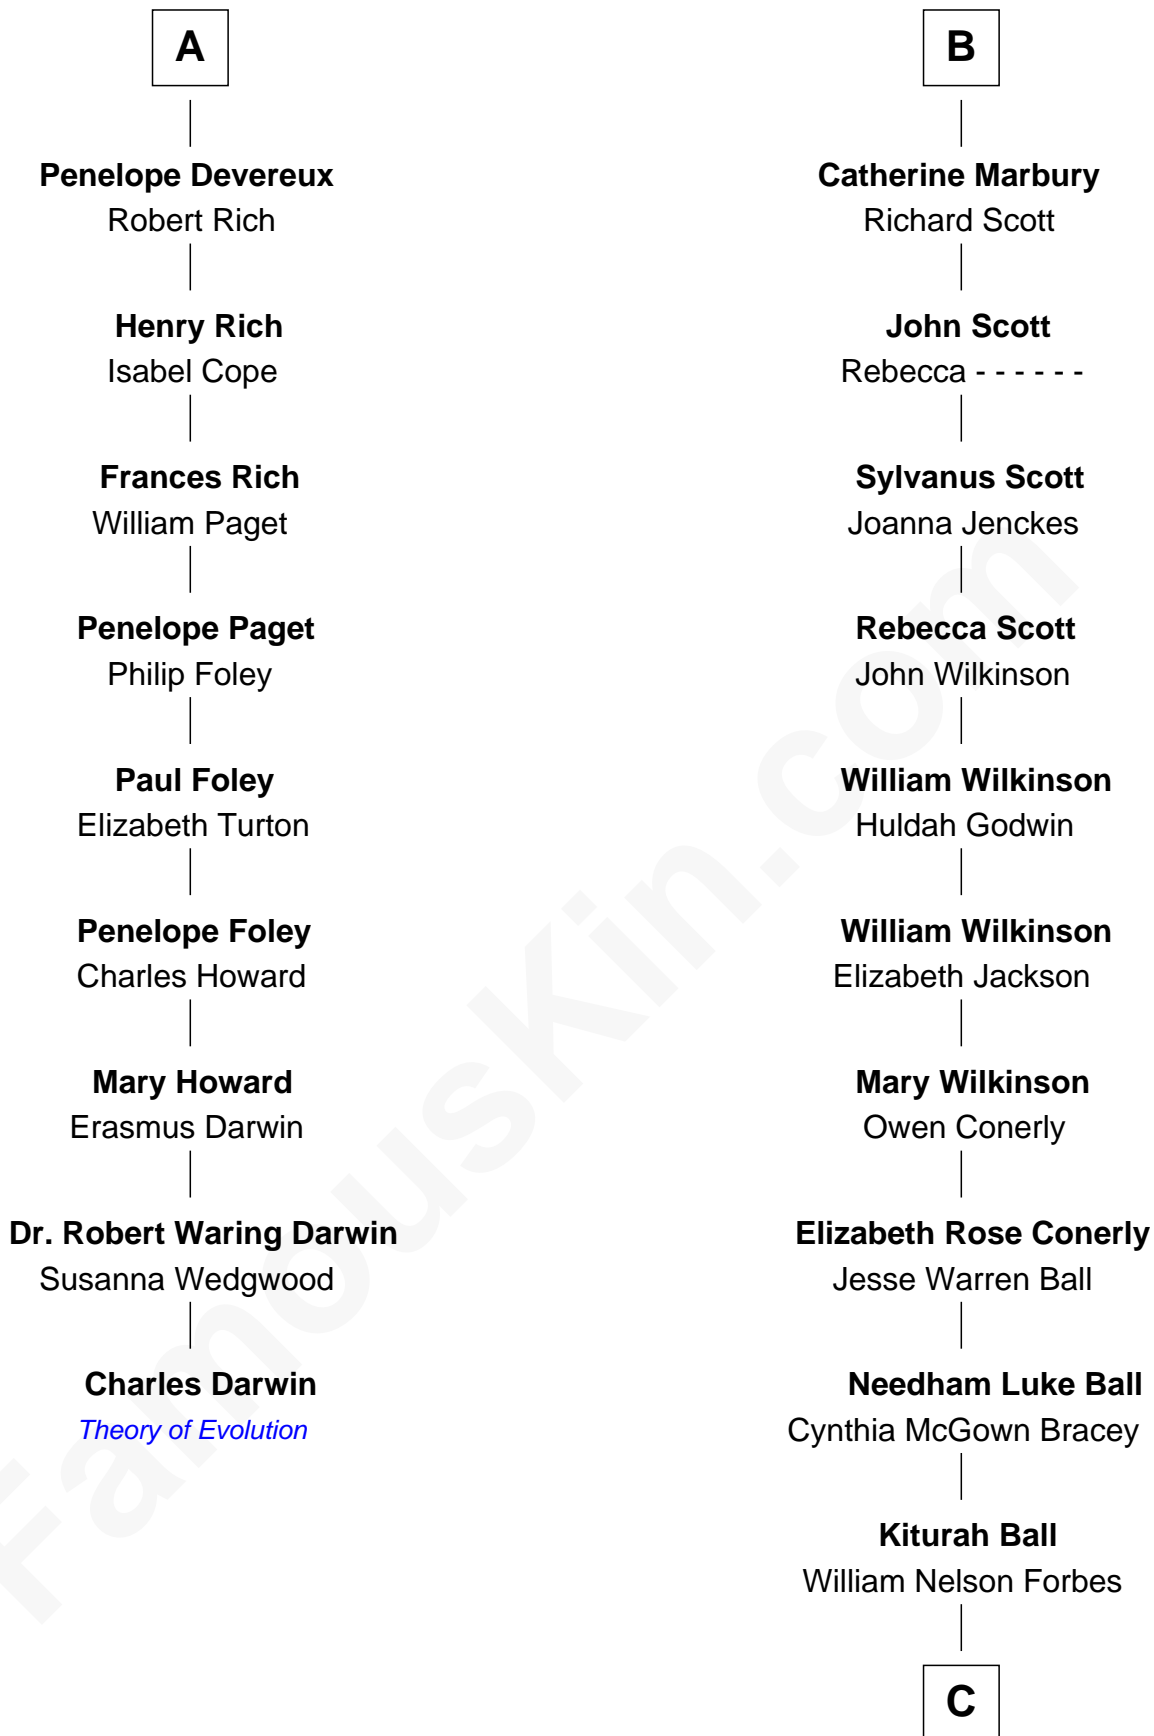 A
Penelope Devereux
Robert Rich
Henry Rich
Isabel Cope
Frances Rich
William Paget
Penelope Paget
Philip Foley
Paul Foley
Elizabeth Turton
Penelope Foley
Charles Howard
Mary Howard
Erasmus Darwin
Dr. Robert Waring Darwin
Susanna Wedgwood
Charles Darwin
Theory of Evolution
B
Catherine Marbury
Richard Scott
John Scott
Rebecca - - - - - -
Sylvanus Scott
Joanna Jenckes
Rebecca Scott
John Wilkinson
William Wilkinson
Huldah Godwin
William Wilkinson
Elizabeth Jackson
Mary Wilkinson
Owen Conerly
Elizabeth Rose Conerly
Jesse Warren Ball
Needham Luke Ball
Cynthia McGown Bracey
Kiturah Ball
William Nelson Forbes
C
FamousKin.com